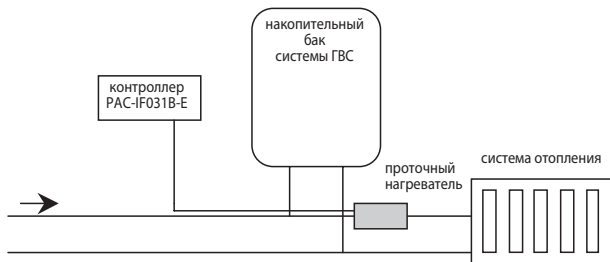 накопительный
бак
системы ГВС
контроллер
PAC-IF031B-E
проточный
нагреватель
система отопления